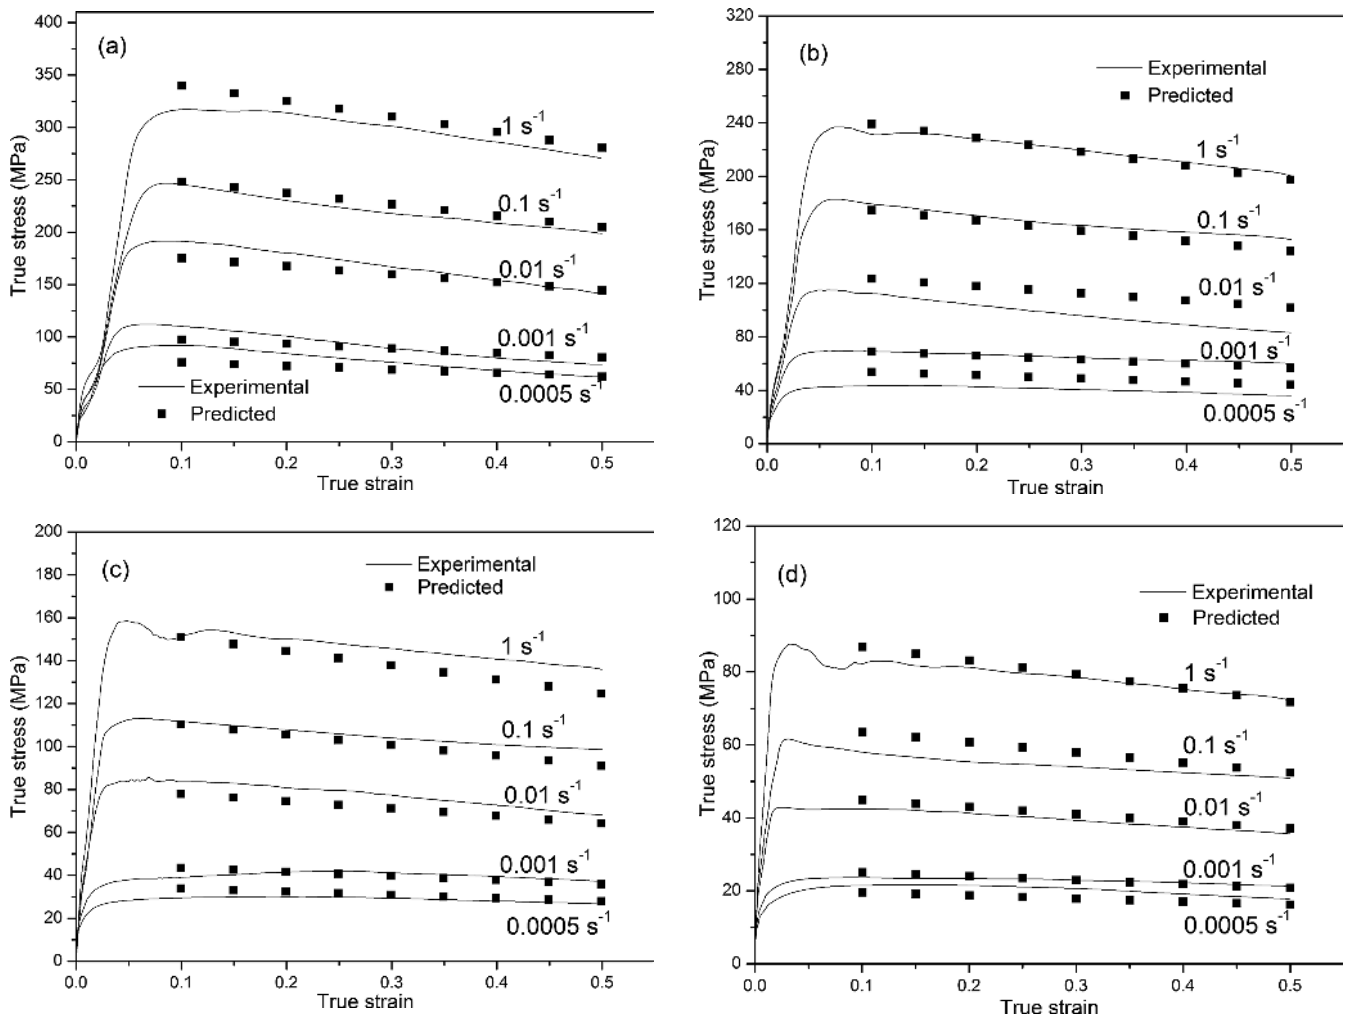 (a)
400
350
300
250
200
150
100
50
0
True stress (MPa)
1 s⁻¹
0.1 s⁻¹
0.01 s⁻¹
0.001 s⁻¹
0.0005 s⁻¹
Experimental
Predicted
0.0 0.1 0.2 0.3 0.4 0.5
True strain
(b)
320
280
240
200
160
120
80
40
0
True stress (MPa)
Experimental
Predicted
1 s⁻¹
0.1 s⁻¹
0.01 s⁻¹
0.001 s⁻¹
0.0005 s⁻¹
0.0 0.1 0.2 0.3 0.4 0.5
True strain
(c)
200
180
160
140
120
100
80
60
40
20
0
True stress (MPa)
Experimental
Predicted
1 s⁻¹
0.1 s⁻¹
0.01 s⁻¹
0.001 s⁻¹
0.0005 s⁻¹
0.0 0.1 0.2 0.3 0.4 0.5
True strain
(d)
120
100
80
60
40
20
0
True stress (MPa)
Experimental
Predicted
1 s⁻¹
0.1 s⁻¹
0.01 s⁻¹
0.001 s⁻¹
0.0005 s⁻¹
0.0 0.1 0.2 0.3 0.4 0.5
True strain